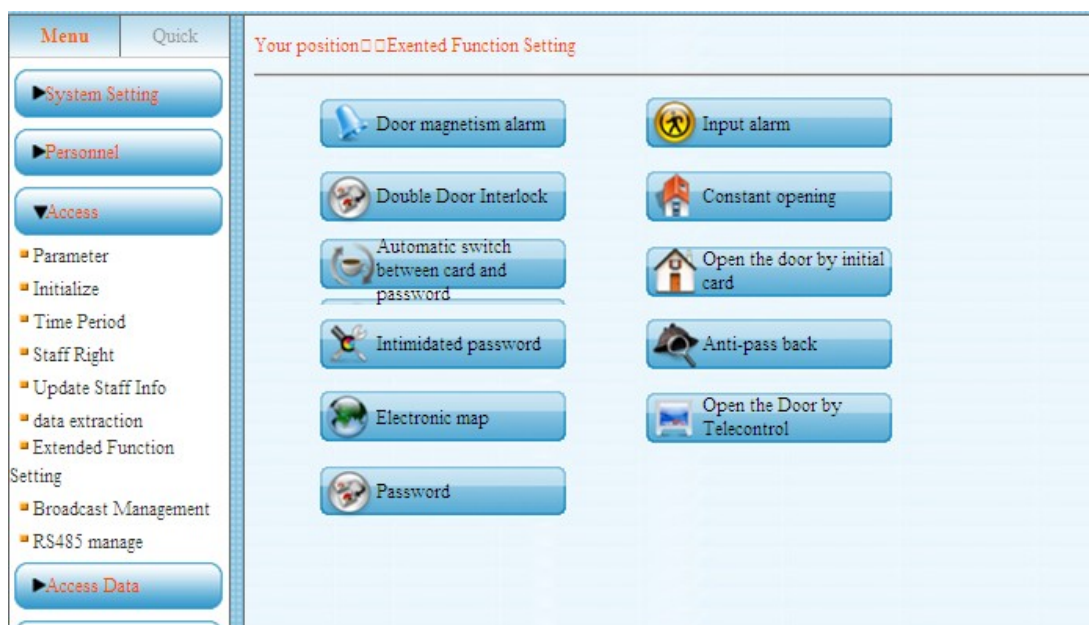 Menu
Quick
Your position□□Exented Function Setting
▶System Setting
▶Personnel
▼Access
Parameter
Initialize
Time Period
Staff Right
Update Staff Info
data extraction
Extended Function
Setting
Broadcast Management
RS485 manage
▶Access Data
Door magnetism alarm
Input alarm
Double Door Interlock
Constant opening
Automatic switch
between card and
password
Open the door by initial
card
Intimidated password
Anti-pass back
Electronic map
Open the Door by
Telecontrol
Password